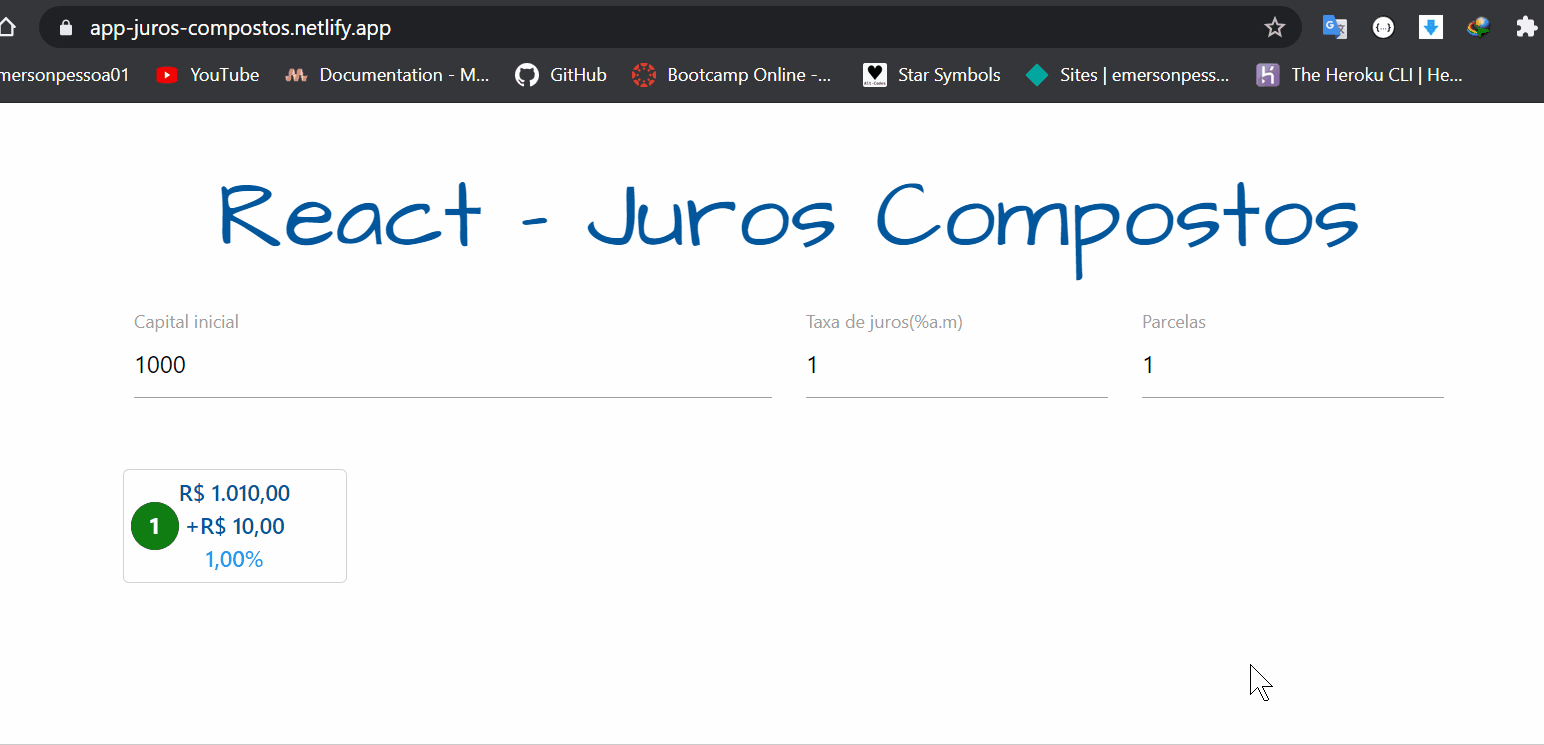 app-juros-compostos.netlify.app
mersonpessoa01 YouTube Documentation - M... GitHub Bootcamp Online -... Star Symbols Sites | emersonpess... The Heroku CLI | He...
React - Juros Compostos
Capital inicial Taxa de juros(%a.m) Parcelas
1000 1 1
R$ 1.010,00
1 +R$ 10,00
1,00%